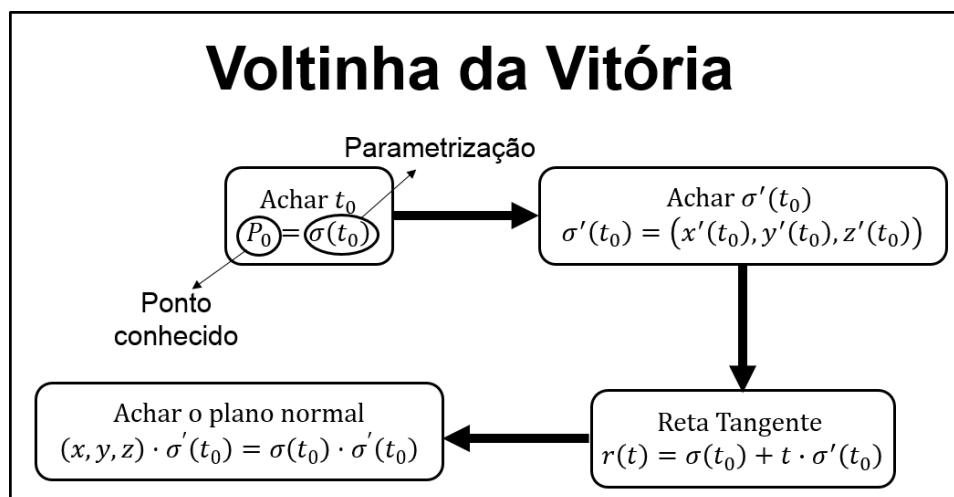 Voltinha da Vitória
Parametrização
Achar t₀
P₀ = σ(t₀)
Ponto
conhecido
Achar σ′(t₀)
σ′(t₀) = (x′(t₀), y′(t₀), z′(t₀))
Reta Tangente
r(t) = σ(t₀) + t · σ′(t₀)
Achar o plano normal
(x, y, z) · σ′(t₀) = σ(t₀) · σ′(t₀)